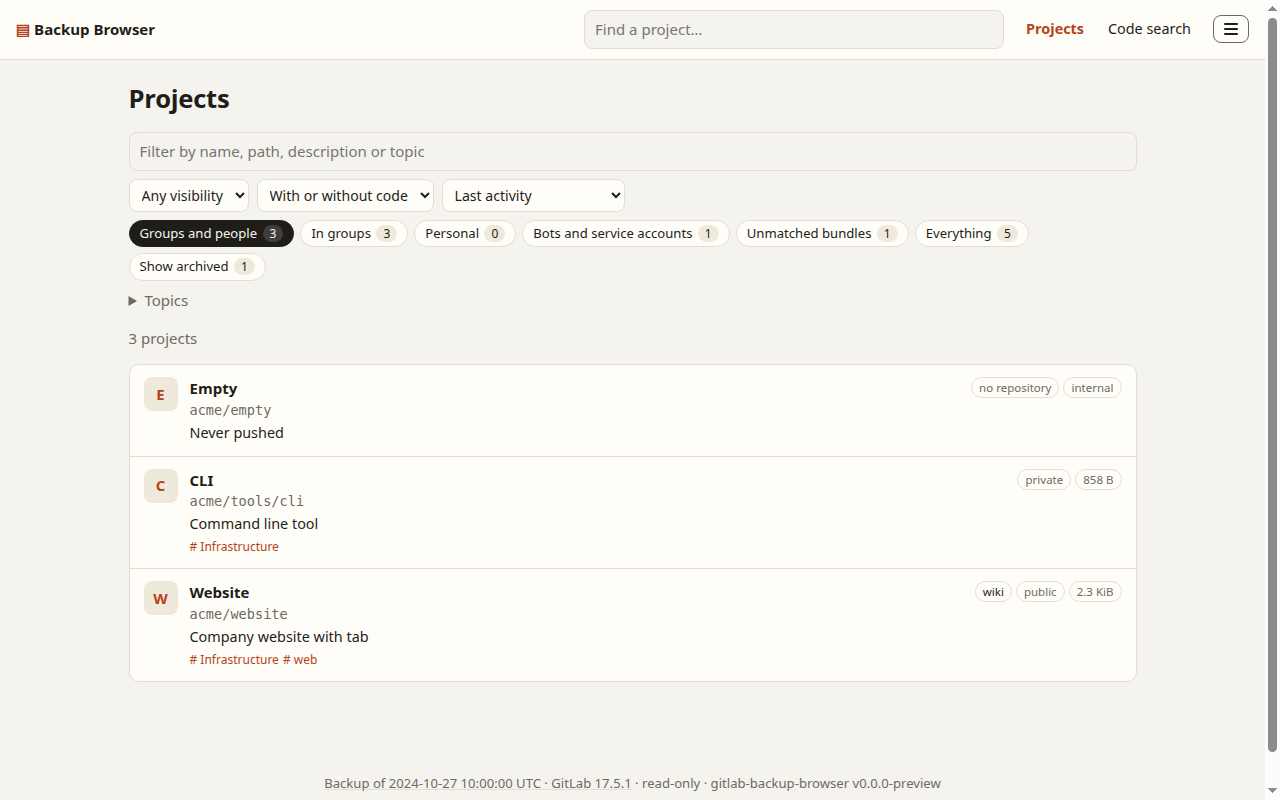 Backup Browser
Find a project...
Projects
Code search
Projects
Filter by name, path, description or topic
Any visibility
With or without code
Last activity
Groups and people 3
In groups 3
Personal 0
Bots and service accounts 1
Unmatched bundles 1
Everything 5
Show archived 1
Topics
3 projects
E
Empty
no repository
internal
acme/empty
Never pushed
C
CLI
private
858 B
acme/tools/cli
Command line tool
# Infrastructure
W
Website
wiki
public
2.3 KiB
acme/website
Company website with tab
# Infrastructure # web
Backup of 2024-10-27 10:00:00 UTC · GitLab 17.5.1 · read-only · gitlab-backup-browser v0.0.0-preview